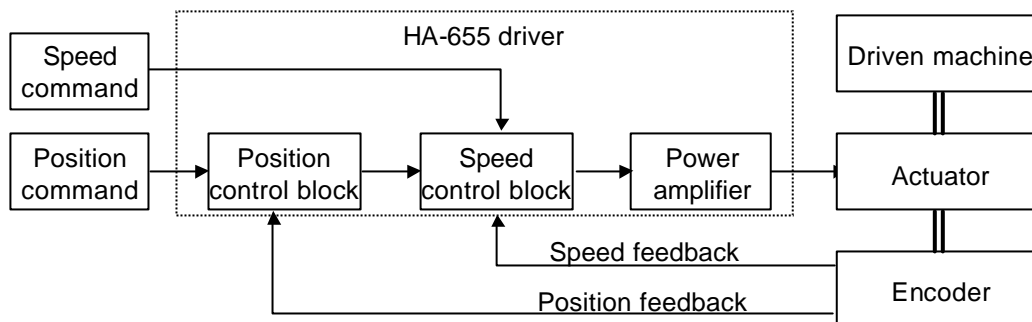 HA-655 driver
Speed
command
Driven machine
Position
command
Position
control block
Speed
control block
Power
amplifier
Actuator
Speed feedback
Position feedback
Encoder